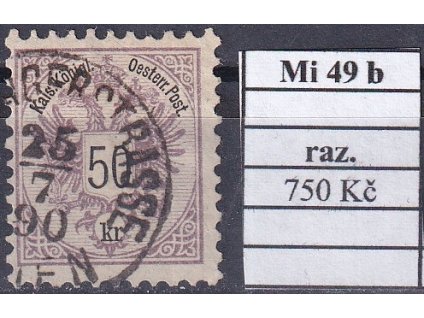 Kais. Königl. Oesterr. Post.
50
kr
25
7
90
Mi 49 b
raz.
750 Kč